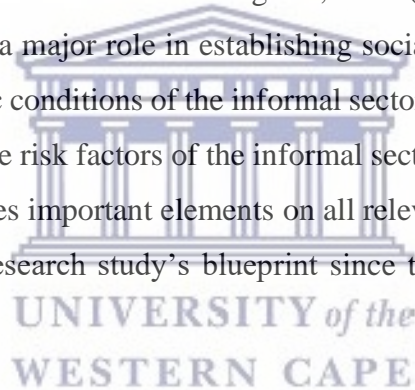 a major role in establishing socia
c conditions of the informal secto
e risk factors of the informal sect
es important elements on all relev
esearch study's blueprint since t
UNIVERSITY of the
WESTERN CAPE